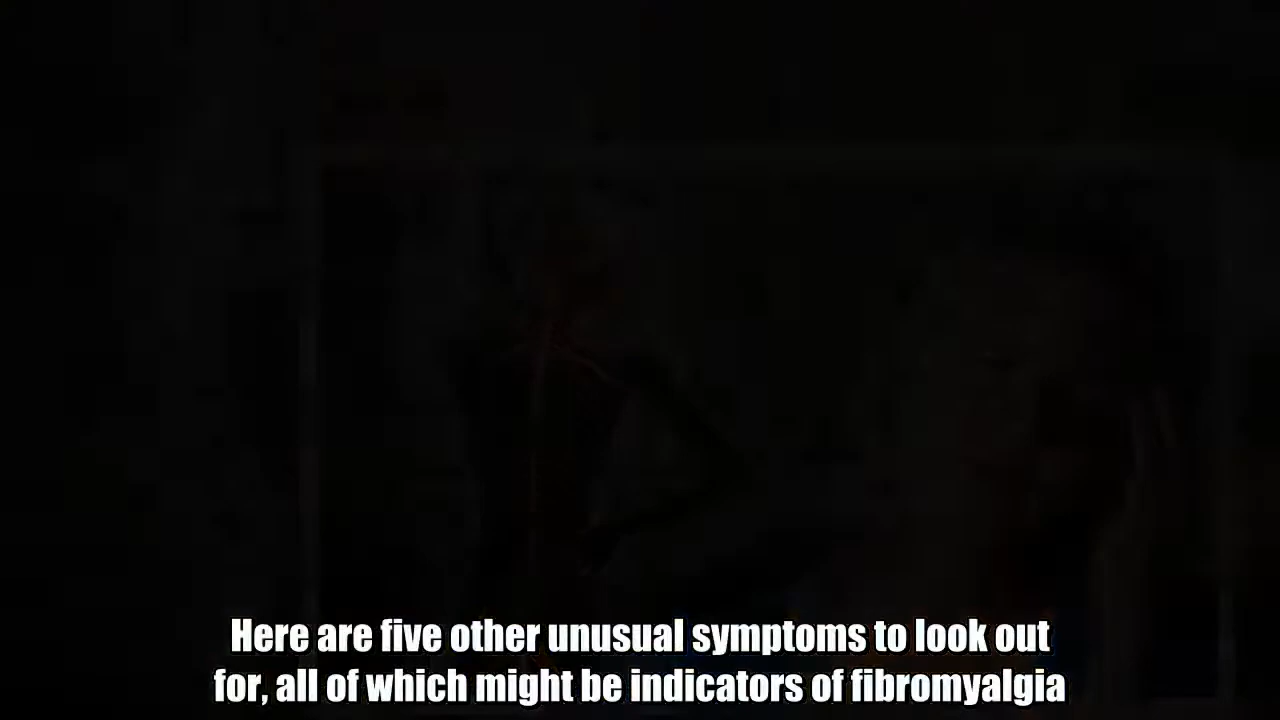 Here are five other unusual symptoms to look out
for, all of which might be indicators of fibromyalgia